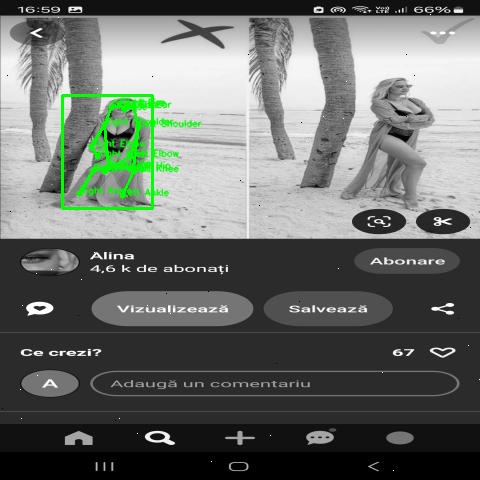 16:59 66%
Shoulder
Elbow
Knee
Ankle
Alina
4,6 k de abonați
Abonare
Vizualizează
Salvează
Ce crezi?
67
A
Adaugă un comentariu